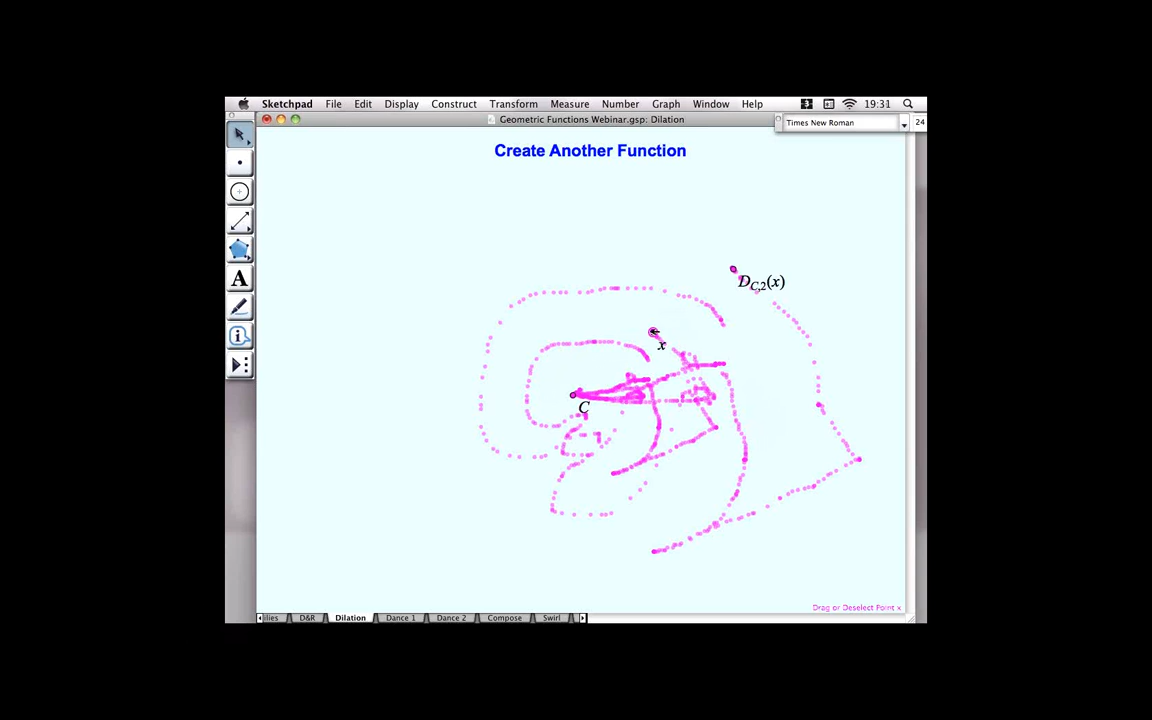 Sketchpad File Edit Display Construct Transform Measure Number Graph Window Help 19:31
Geometric Functions Webinar.gsp: Dilation
Times New Roman 24
Create Another Function
D_{C,2}(x)
x
C
A
Drag or Deselect Point x
ilies D&R Dilation Dance 1 Dance 2 Compose Swirl